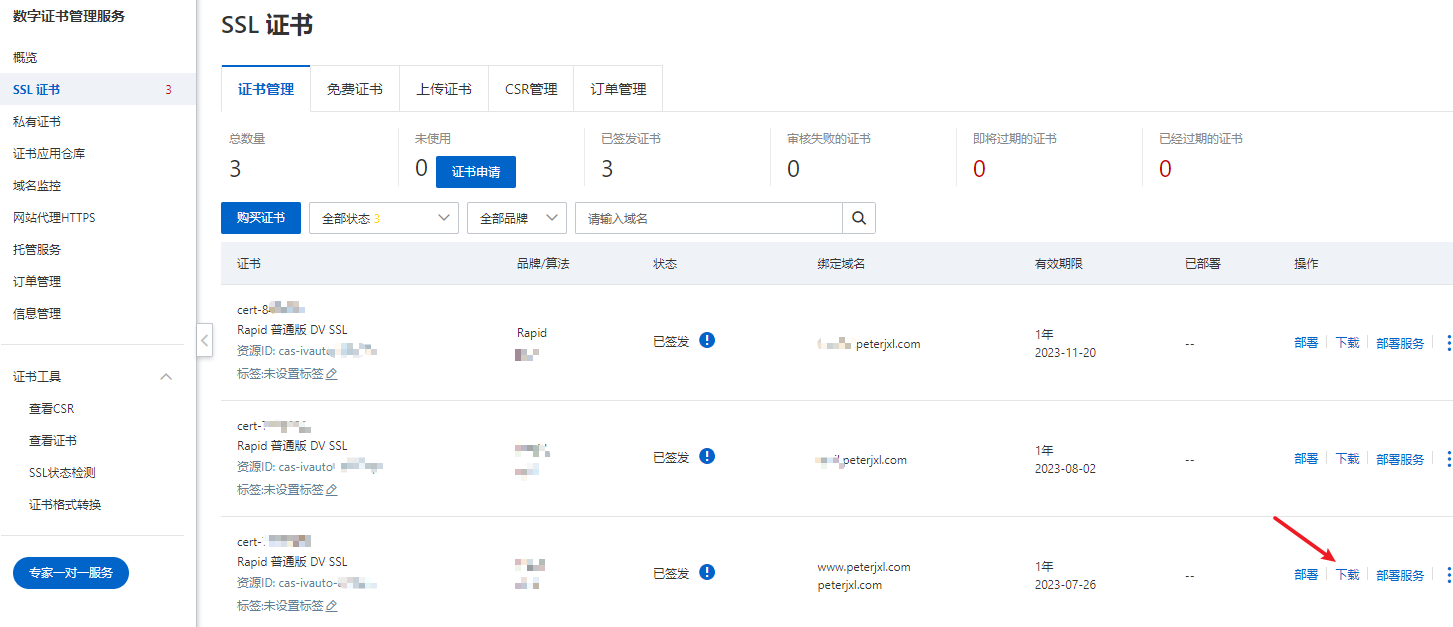 数字证书管理服务
概览
SSL 证书 3
私有证书
证书应用仓库
域名监控
网站代理HTTPS
托管服务
订单管理
信息管理
证书工具
查看CSR
查看证书
SSL状态检测
证书格式转换
专家一对一服务
SSL 证书
证书管理 免费证书 上传证书 CSR管理 订单管理
总数量 未使用 已签发证书 审核失败的证书 即将过期的证书 已经过期的证书
3 0 证书申请 3 0 0 0
购买证书 全部状态 3 全部品牌 请输入域名
证书 品牌/算法 状态 绑定域名 有效期限 已部署 操作
cert-8
Rapid 普通版 DV SSL
资源ID: cas-ivauto
标签:未设置标签
Rapid
已签发
peterjxl.com
1年
2023-11-20
--
部署 下载 部署服务
cert-
Rapid 普通版 DV SSL
资源ID: cas-ivauto
标签:未设置标签
已签发
peterjxl.com
1年
2023-08-02
--
部署 下载 部署服务
cert-
Rapid 普通版 DV SSL
资源ID: cas-ivauto-
标签:未设置标签
已签发
www.peterjxl.com
peterjxl.com
1年
2023-07-26
--
部署 下载 部署服务